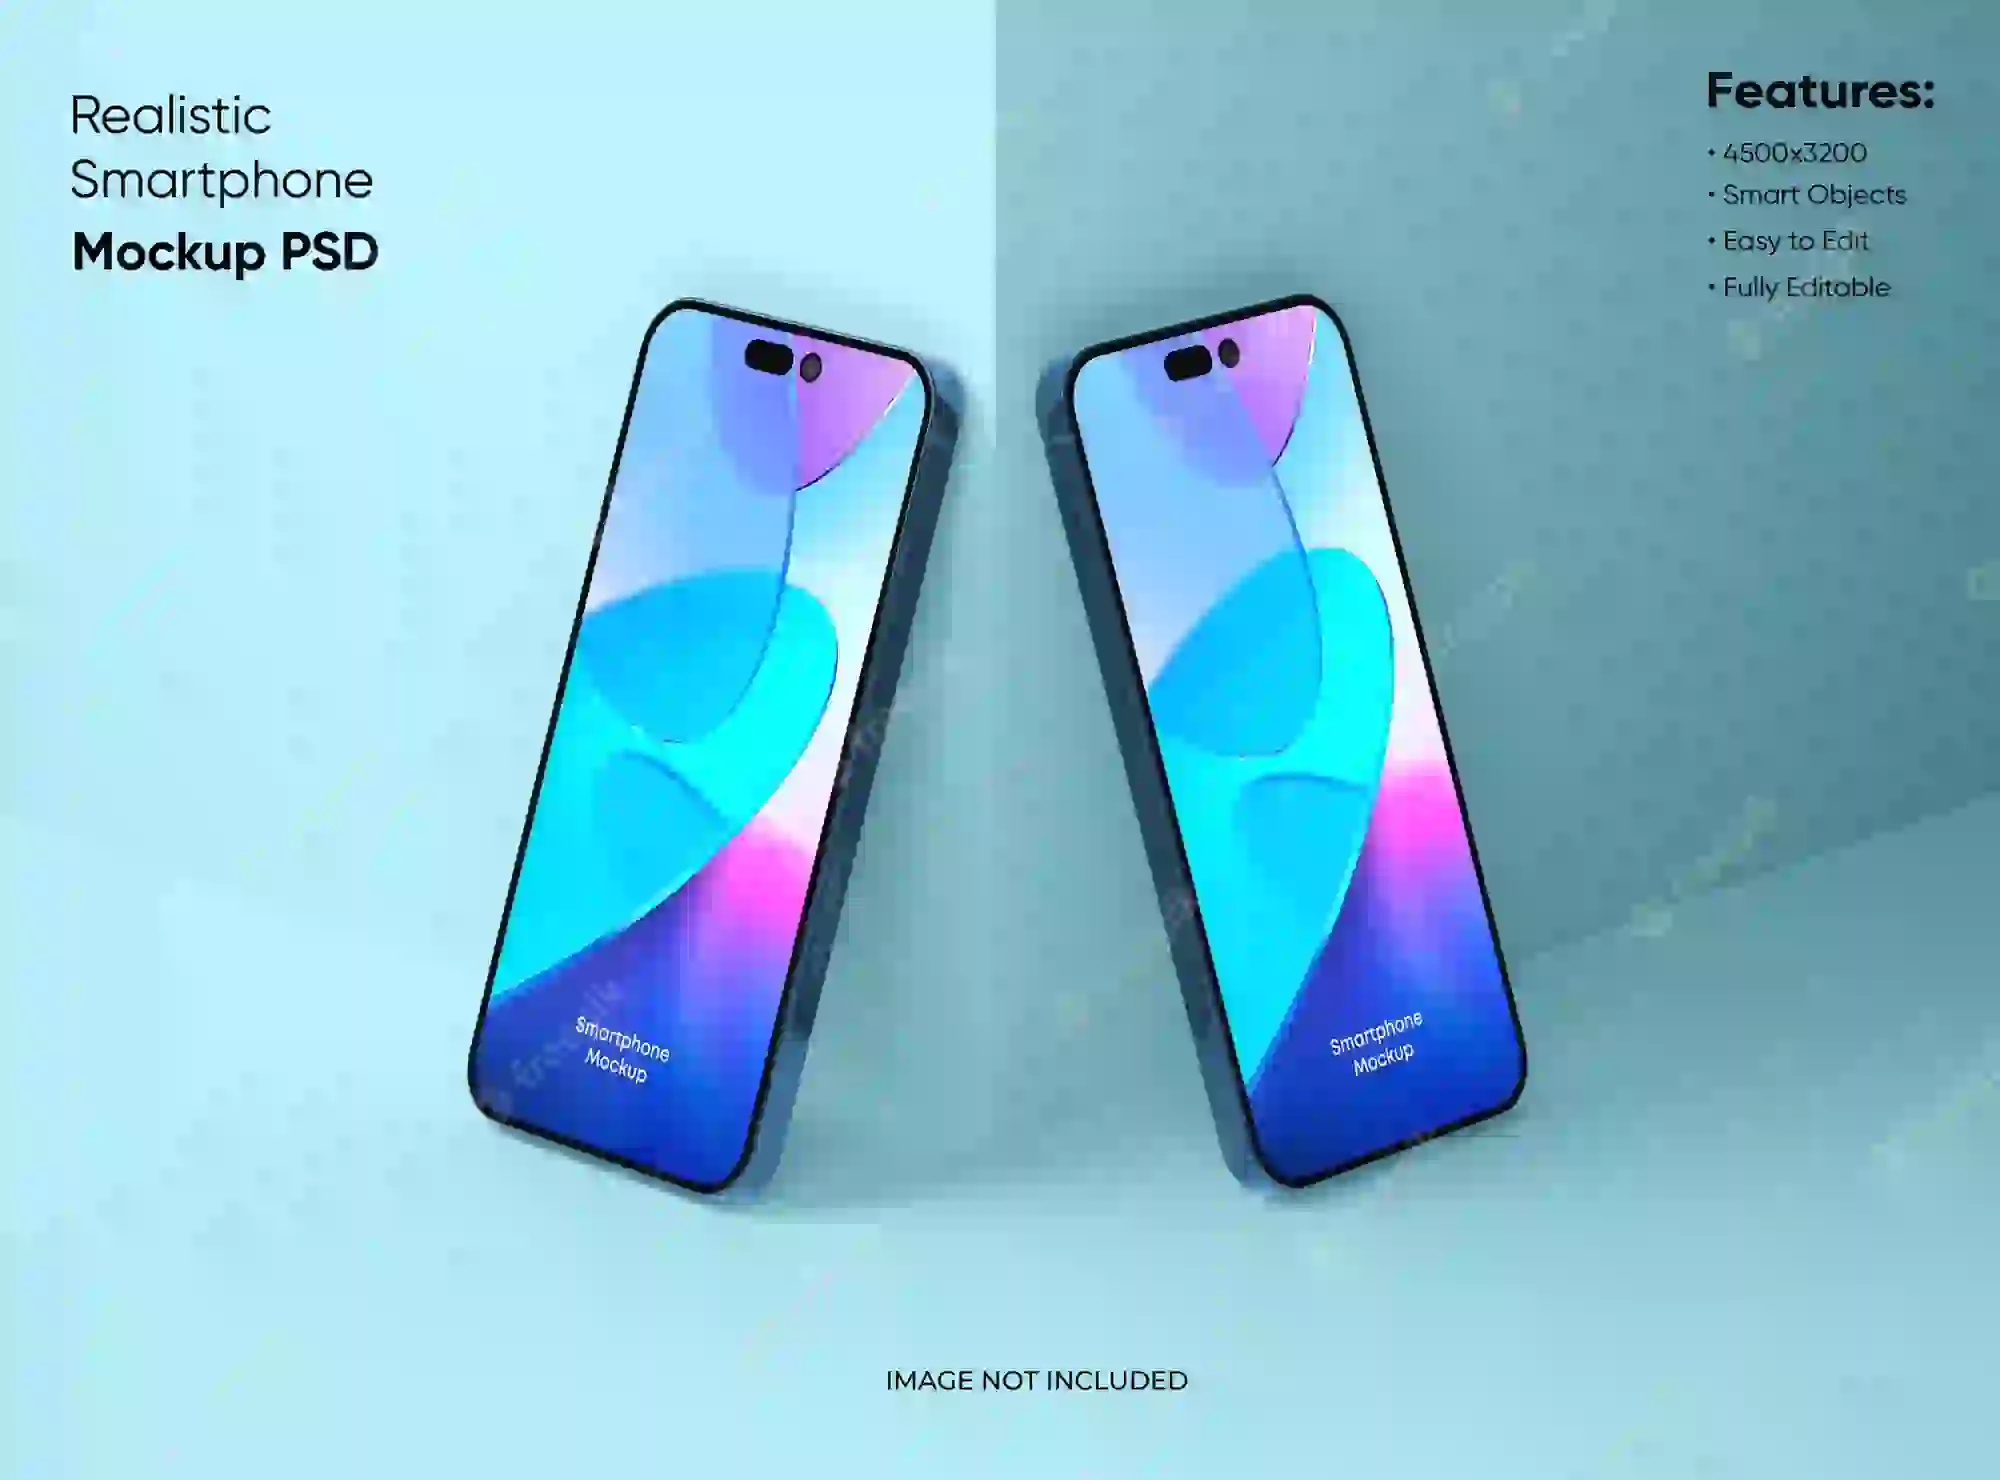 Realistic
Smartphone
Mockup PSD
Features:
• 4500x3200
• Smart Objects
• Easy to Edit
• Fully Editable
Smartphone
Mockup
Smartphone
Mockup
freepik
IMAGE NOT INCLUDED